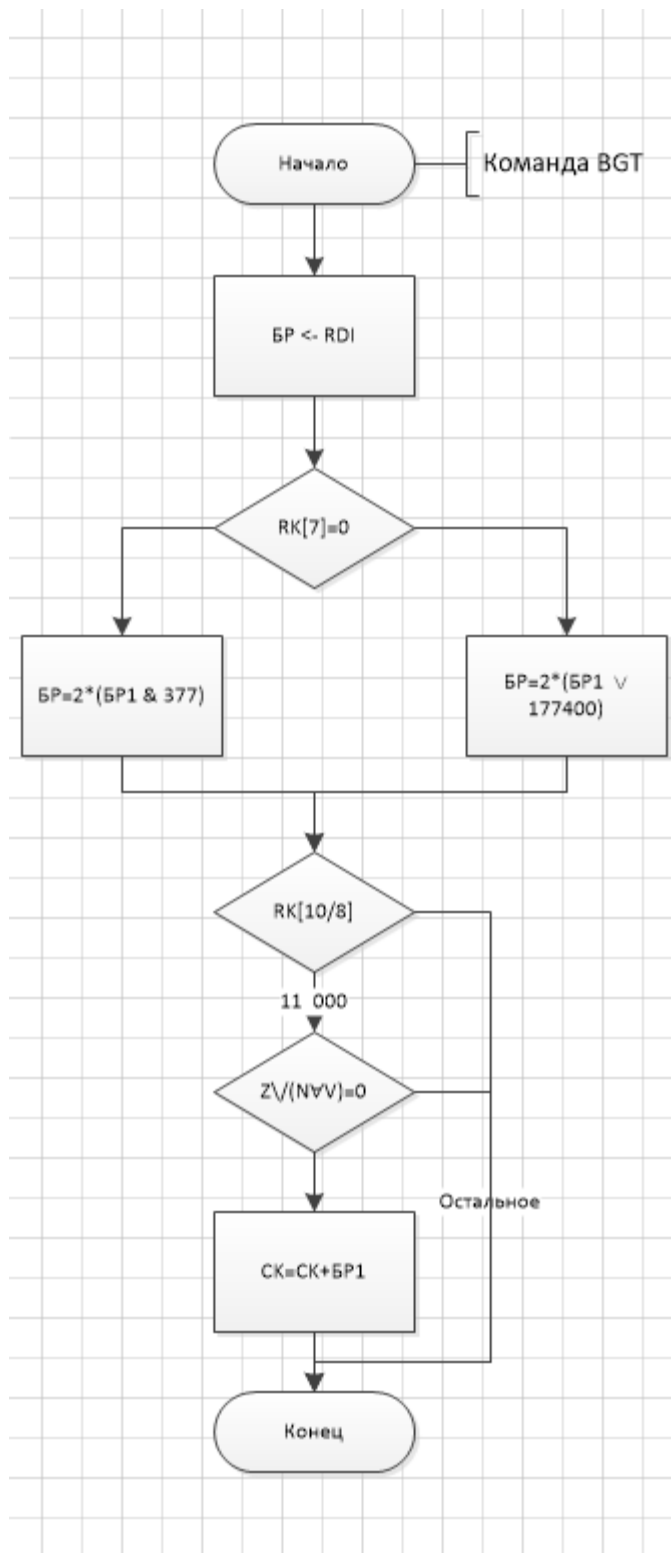 Начало
Команда BGT
БР <- RDI
RK[7]=0
БР=2*(БР1 & 377)
БР=2*(БР1 ∨
177400)
RK[10/8]
11 000
Z\/(N∀V)=0
Остальное
СК=СК+БР1
Конец